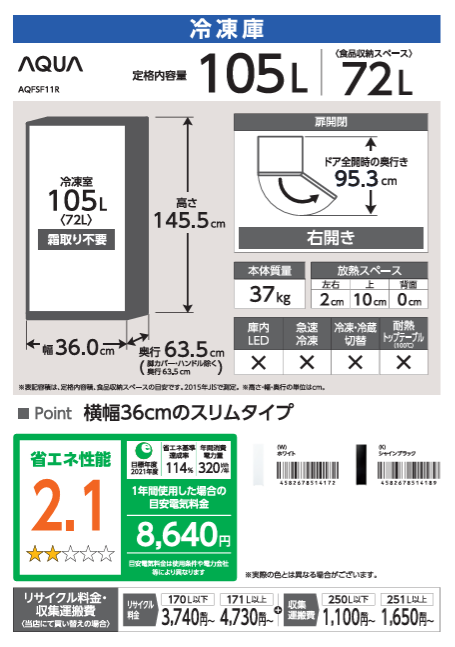 冷凍庫
AQUA
AQFSF11R
定格内容量 105L
〈食品収納スペース〉
72L
冷凍室
105L
〈72L〉
霜取り不要
高さ
145.5cm
幅 36.0cm
奥行 63.5cm
(脚カバー・ハンドル除く)
奥行 63.5cm
扉開閉
ドア全開時の奥行き
95.3cm
右開き
本体質量
37kg
放熱スペース
左右 上 背面
2cm 10cm 0cm
庫内LED 急速冷凍 冷凍・冷蔵切替 耐熱トップテーブル(100℃)
× × × ×
※表記容積は、定格内容積、食品収納スペースの目安です。2015年JISで測定。 ※高さ・幅・奥行の単位はcm。
■ Point 横幅36cmのスリムタイプ
省エネ性能
2.1
目標年度
2021年度
省エネ基準達成率
114%
年間消費電力量
320kWh/年
1年間使用した場合の
目安電気料金
8,640円
目安電気料金は使用条件や電力会社
等により異なります
(W)
ホワイト
4582678514172
(K)
シャインブラック
4582678514189
※実際の色とは異なる場合がございます。
リサイクル料金・
収集運搬費
〈当店にて買い替えの場合〉
リサイクル料金
170L以下 171L以上
3,740円〜 4,730円〜
+
収集運搬費
250L以下 251L以上
1,100円〜 1,650円〜